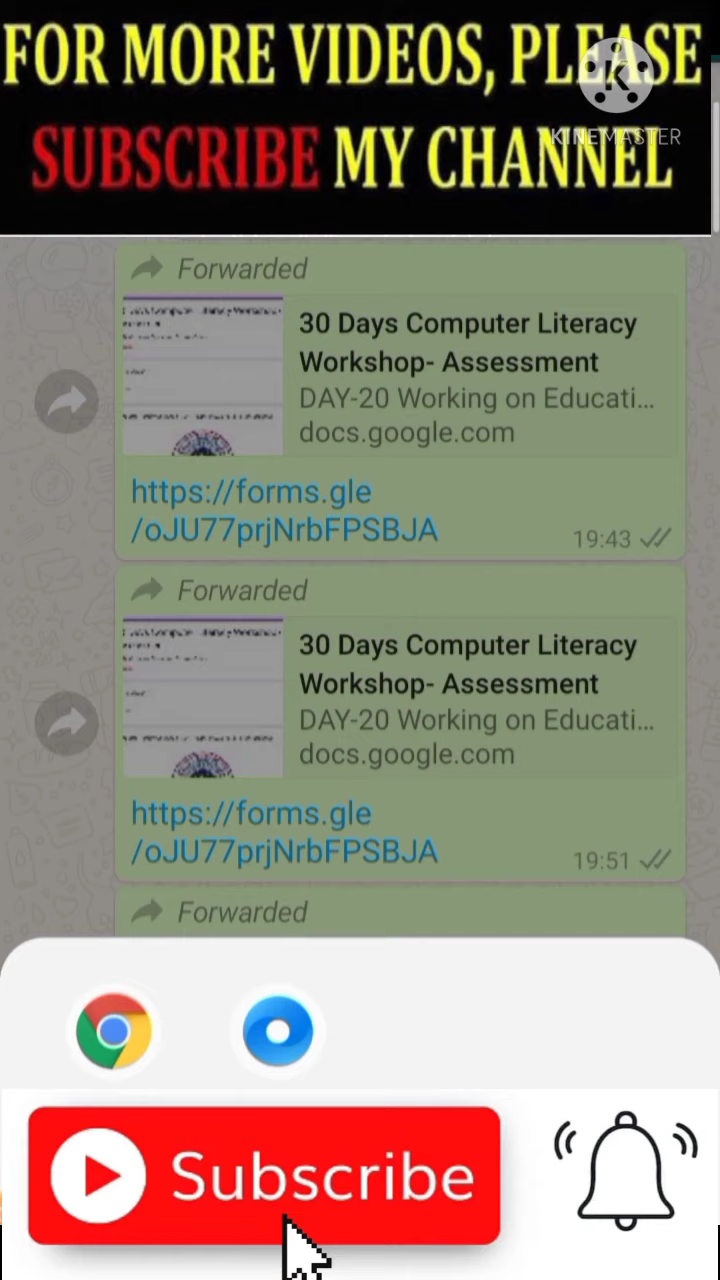 FOR MORE VIDEOS, PLEASE
SUBSCRIBE MY CHANNEL
KINEMASTER
Forwarded
30 Days Computer Literacy
Workshop- Assessment
DAY-20 Working on Educati...
docs.google.com
https://forms.gle
/oJU77prjNrbFPSBJA
19:43
Forwarded
30 Days Computer Literacy
Workshop- Assessment
DAY-20 Working on Educati...
docs.google.com
https://forms.gle
/oJU77prjNrbFPSBJA
19:51
Forwarded
Subscribe